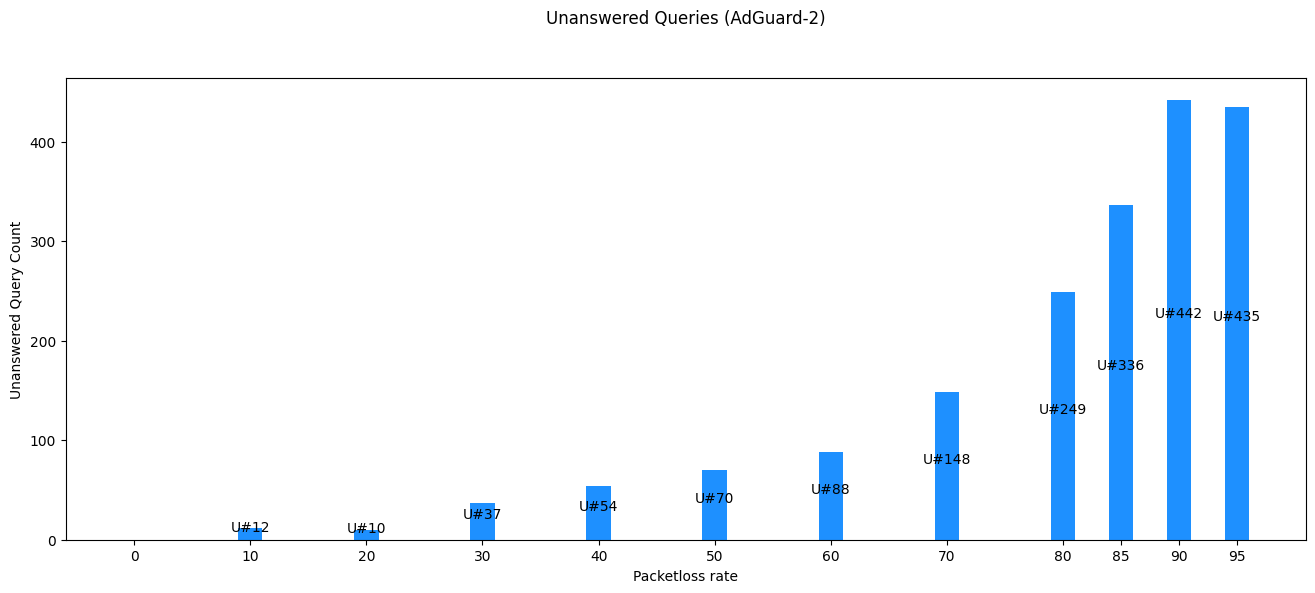 Unanswered Queries (AdGuard-2)
Unanswered Query Count
400
300
200
100
0
U#12
U#10
U#37
U#54
U#70
U#88
U#148
U#249
U#336
U#442
U#435
0 10 20 30 40 50 60 70 80 85 90 95
Packetloss rate